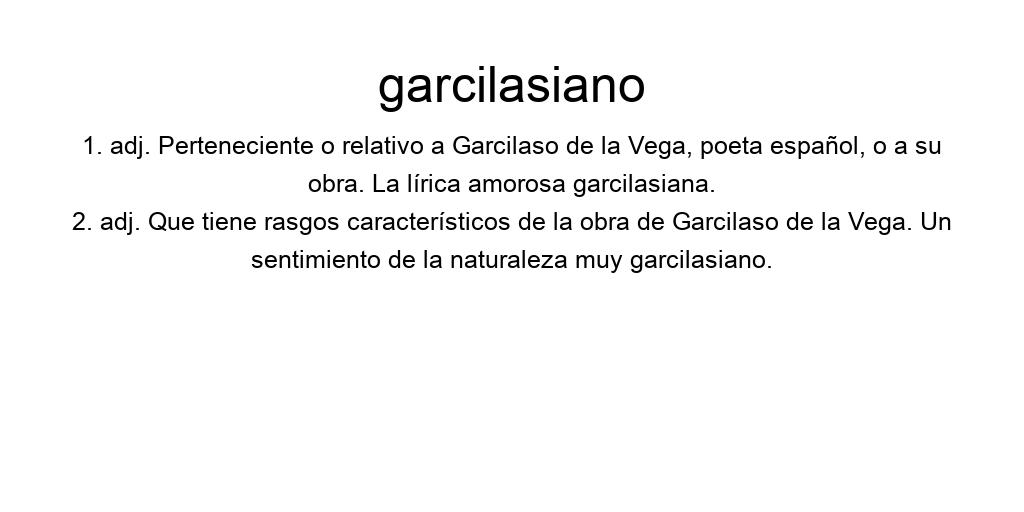 garcilasiano
1. adj. Perteneciente o relativo a Garcilaso de la Vega, poeta español, o a su
obra. La lírica amorosa garcilasiana.
2. adj. Que tiene rasgos característicos de la obra de Garcilaso de la Vega. Un
sentimiento de la naturaleza muy garcilasiano.